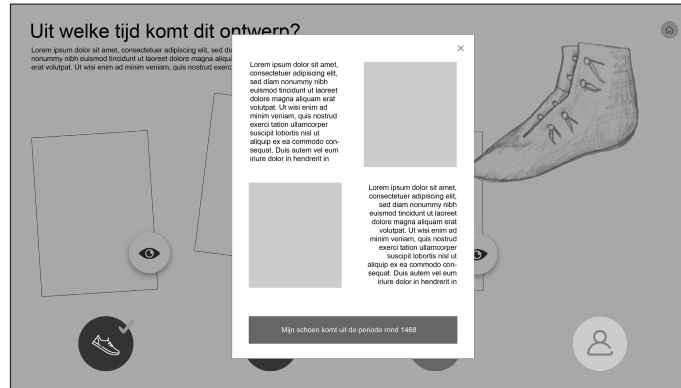 Uit welke tijd komt dit ontwerp?
Lorem ipsum dolor sit amet, consectetuer adipiscing elit, sed
nonummy nibh euismod tincidunt ut laoreet dolore magna
erat volutpat. Ut wisi enim ad minim veniam, quis nostrud
Lorem ipsum dolor sit amet,
consectetuer adipiscing elit,
sed diam nonummy nibh
euismod tincidunt ut laoreet
dolore magna aliquam erat
volutpat. Ut wisi enim ad
minim veniam, quis nostrud
exerci tation ullamcorper
suscipit lobortis nisl ut
aliquip ex ea commodo con-
sequat. Duis autem vel eum
iriure dolor in hendrerit in
Lorem ipsum dolor sit amet,
consectetuer adipiscing elit,
sed diam nonummy nibh
euismod tincidunt ut laoreet
dolore magna aliquam erat
volutpat. Ut wisi enim ad
minim veniam, quis nostrud
exerci tation ullamcorper
suscipit lobortis nisl ut
aliquip ex ea commodo con-
sequat. Duis autem vel eum
iriure dolor in hendrerit in
Mijn schoen komt uit de periode rond 1468